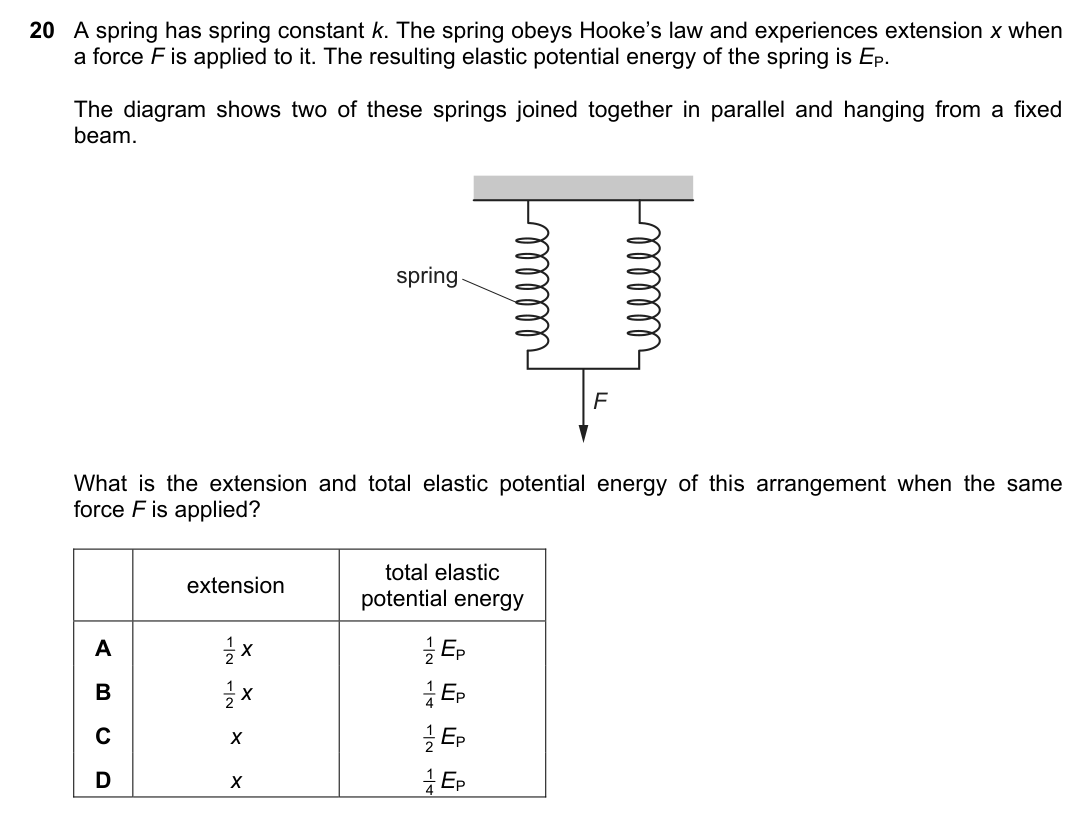 20 A spring has spring constant k. The spring obeys Hooke's law and experiences extension x when
a force F is applied to it. The resulting elastic potential energy of the spring is EP.
The diagram shows two of these springs joined together in parallel and hanging from a fixed
beam.
spring
F
What is the extension and total elastic potential energy of this arrangement when the same
force F is applied?
extension total elastic
potential energy
A 1/2 x 1/2 EP
B 1/2 x 1/4 EP
C x 1/2 EP
D x 1/4 EP